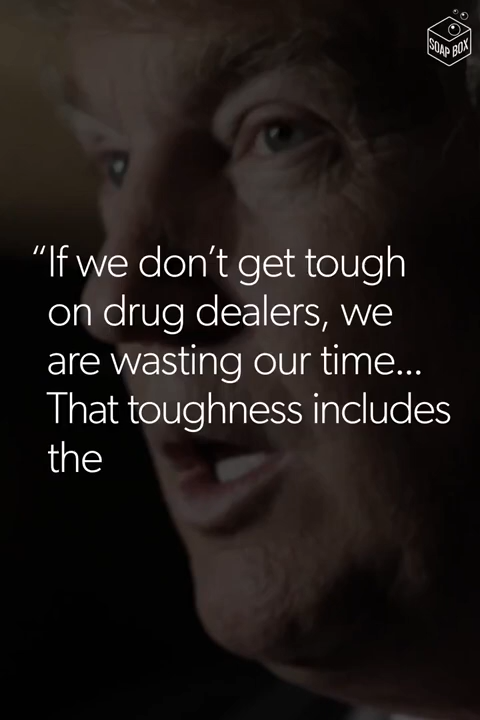 SOAP BOX
“If we don’t get tough
on drug dealers, we
are wasting our time...
That toughness includes
the